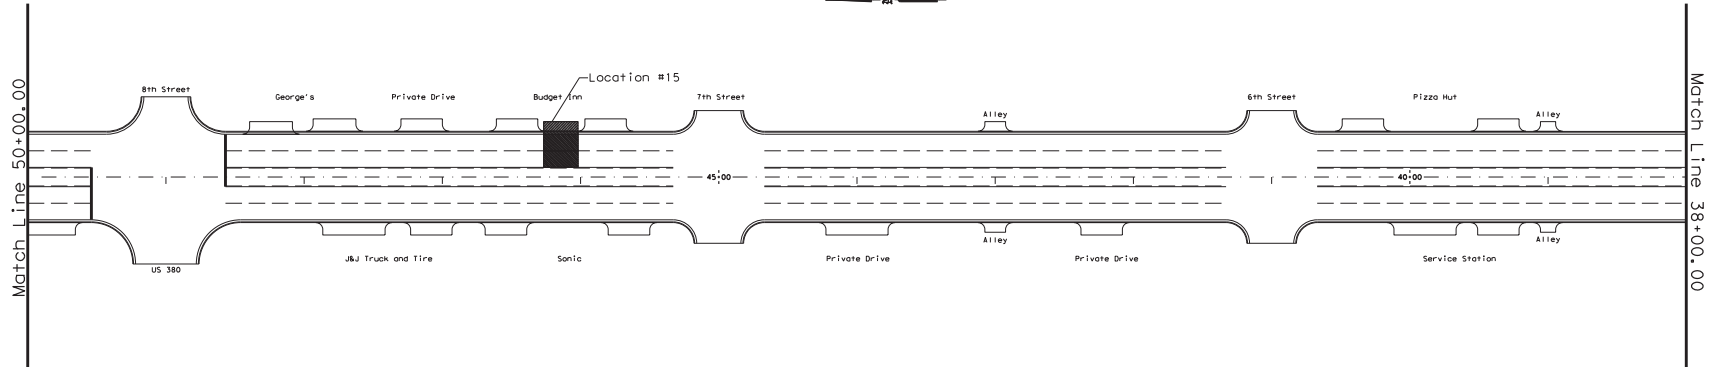 Location #15
8th Street
George's
Private Drive
Budget Inn
7th Street
Alley
6th Street
Pizza Hut
Alley
Match Line 50+00.00
Match Line 38+00.00
45+00
40+00
US 380
J&J Truck and Tire
Sonic
Private Drive
Alley
Private Drive
Service Station
Alley